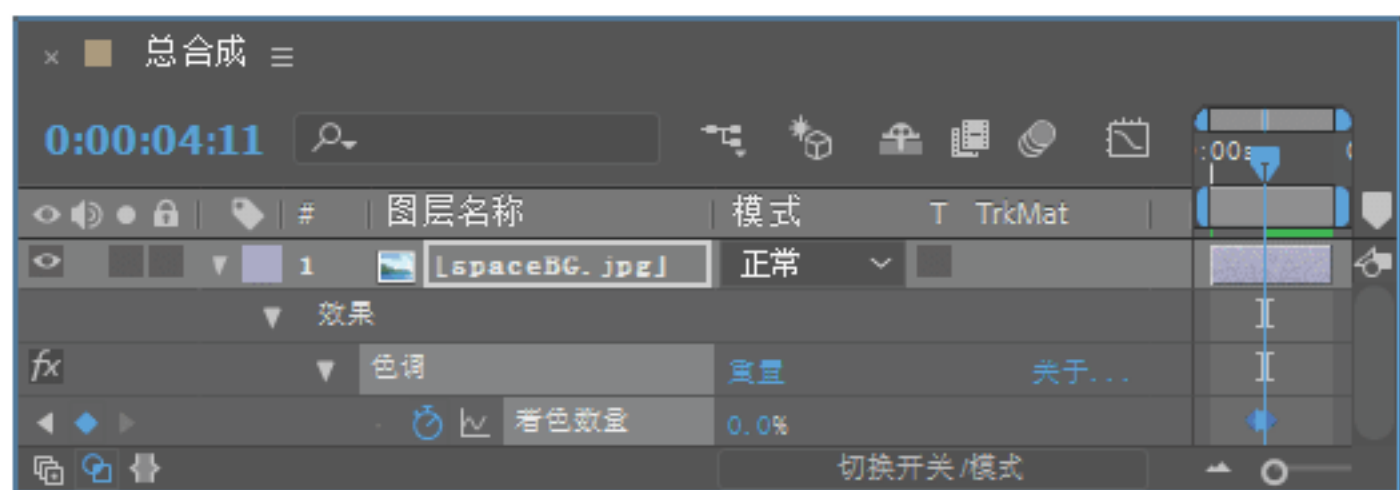 总合成
0:00:04:11
:00s
# 图层名称 模式 T TrkMat
1 [spaceBG.jpg] 正常
效果
fx 色调 重置 关于...
着色数量 0.0%
切换开关/模式